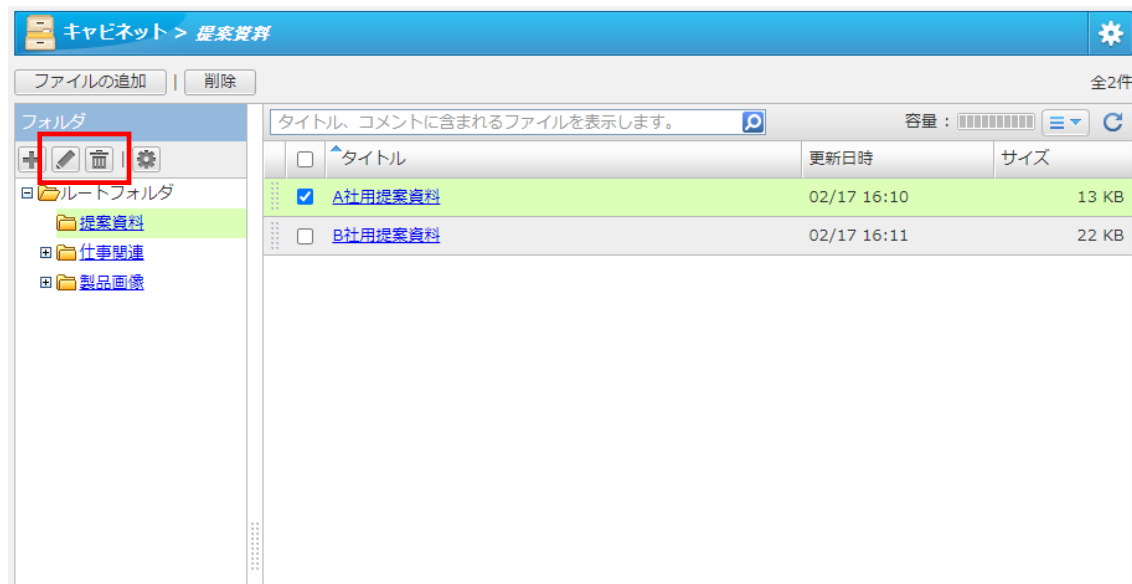 キャビネット > 提案資料
ファイルの追加 | 削除
全2件
フォルダ
タイトル、コメントに含まれるファイルを表示します。
容量：
タイトル 更新日時 サイズ
ルートフォルダ
提案資料
仕事関連
製品画像
A社用提案資料 02/17 16:10 13 KB
B社用提案資料 02/17 16:11 22 KB